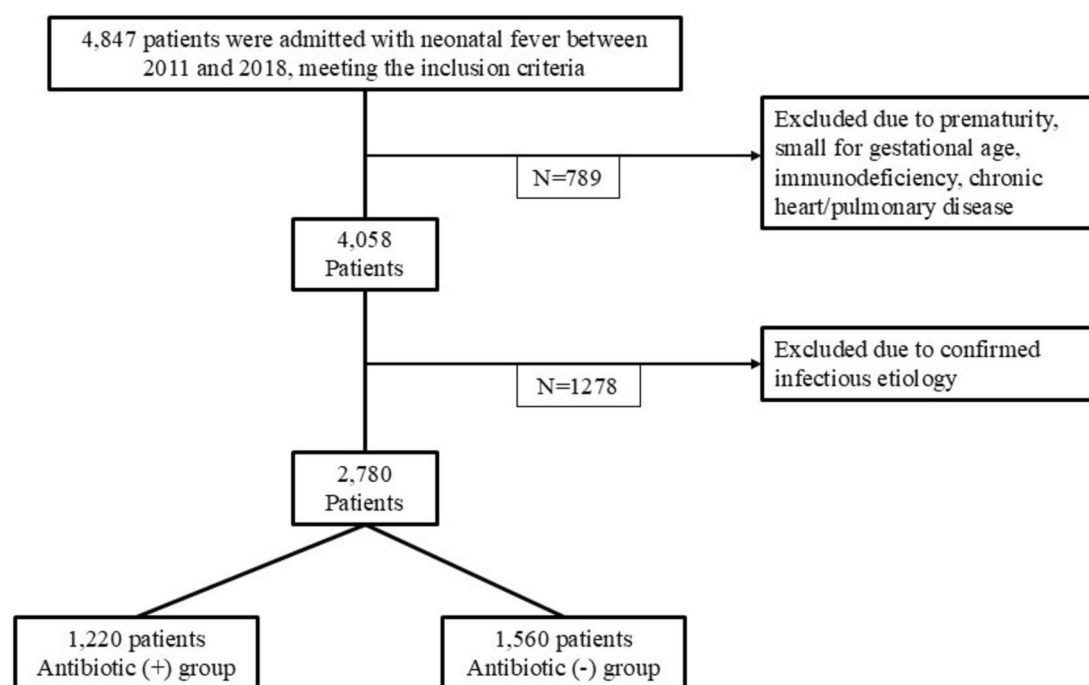 4,847 patients were admitted with neonatal fever between
2011 and 2018, meeting the inclusion criteria
Excluded due to prematurity,
small for gestational age,
immunodeficiency, chronic
heart/pulmonary disease
N=789
4,058
Patients
Excluded due to confirmed
infectious etiology
N=1278
2,780
Patients
1,220 patients
Antibiotic (+) group
1,560 patients
Antibiotic (-) group